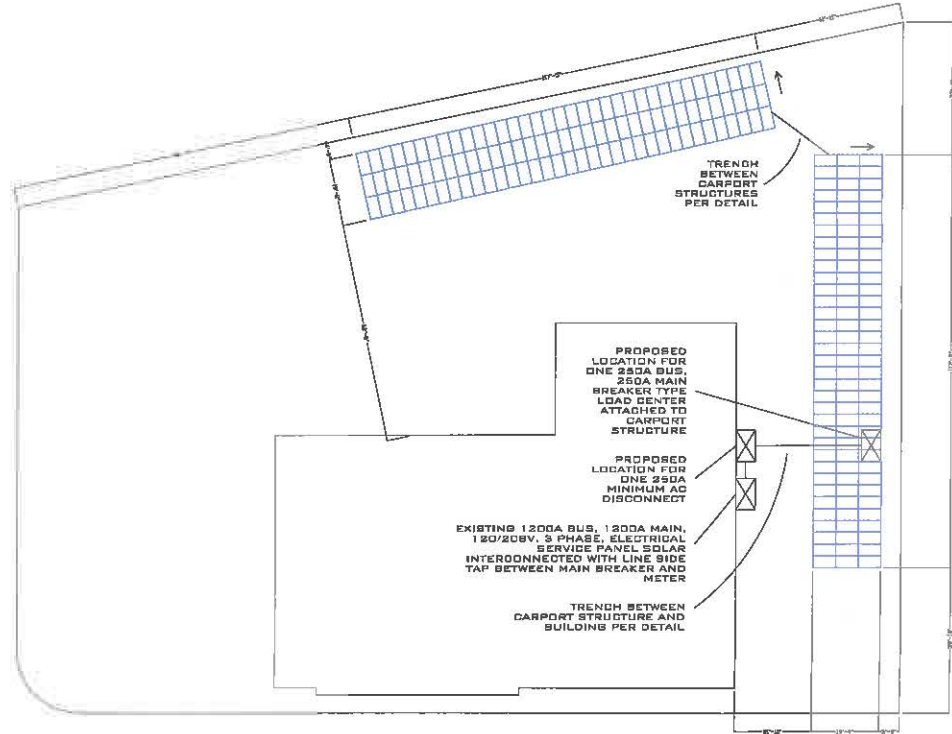 TRENCH
BETWEEN
CARPORT
STRUCTURES
PER DETAIL
PROPOSED
LOCATION FOR
ONE 250A BUS,
250A MAIN
BREAKER TYPE
LOAD CENTER
ATTACHED TO
CARPORT
STRUCTURE
PROPOSED
LOCATION FOR
ONE 250A
MINIMUM AC
DISCONNECT
EXISTING 1200A BUS, 1200A MAIN,
120/208V, 3 PHASE, ELECTRICAL
SERVICE PANEL SOLAR
INTERCONNECTED WITH LINE SIDE
TAP BETWEEN MAIN BREAKER AND
METER
TRENCH BETWEEN
CARPORT STRUCTURE AND
BUILDING PER DETAIL